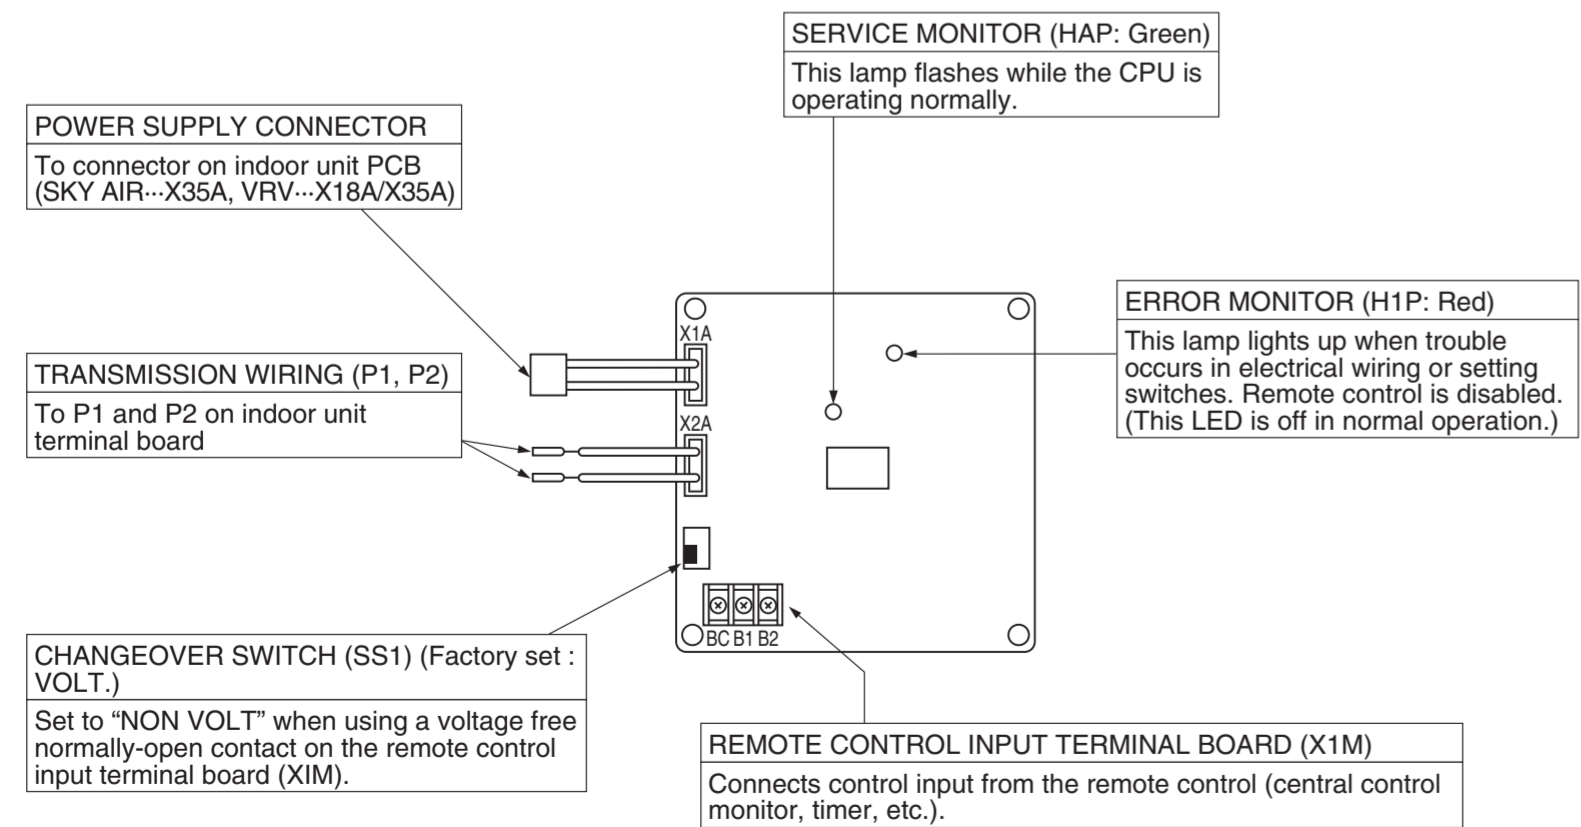 SERVICE MONITOR (HAP: Green)
This lamp flashes while the CPU is
operating normally.
POWER SUPPLY CONNECTOR
To connector on indoor unit PCB
(SKY AIR···X35A, VRV···X18A/X35A)
ERROR MONITOR (H1P: Red)
This lamp lights up when trouble
occurs in electrical wiring or setting
switches. Remote control is disabled.
(This LED is off in normal operation.)
X1A
TRANSMISSION WIRING (P1, P2)
To P1 and P2 on indoor unit
terminal board
X2A
BC B1 B2
CHANGEOVER SWITCH (SS1) (Factory set :
VOLT.)
Set to “NON VOLT” when using a voltage free
normally-open contact on the remote control
input terminal board (XIM).
REMOTE CONTROL INPUT TERMINAL BOARD (X1M)
Connects control input from the remote control (central control
monitor, timer, etc.).